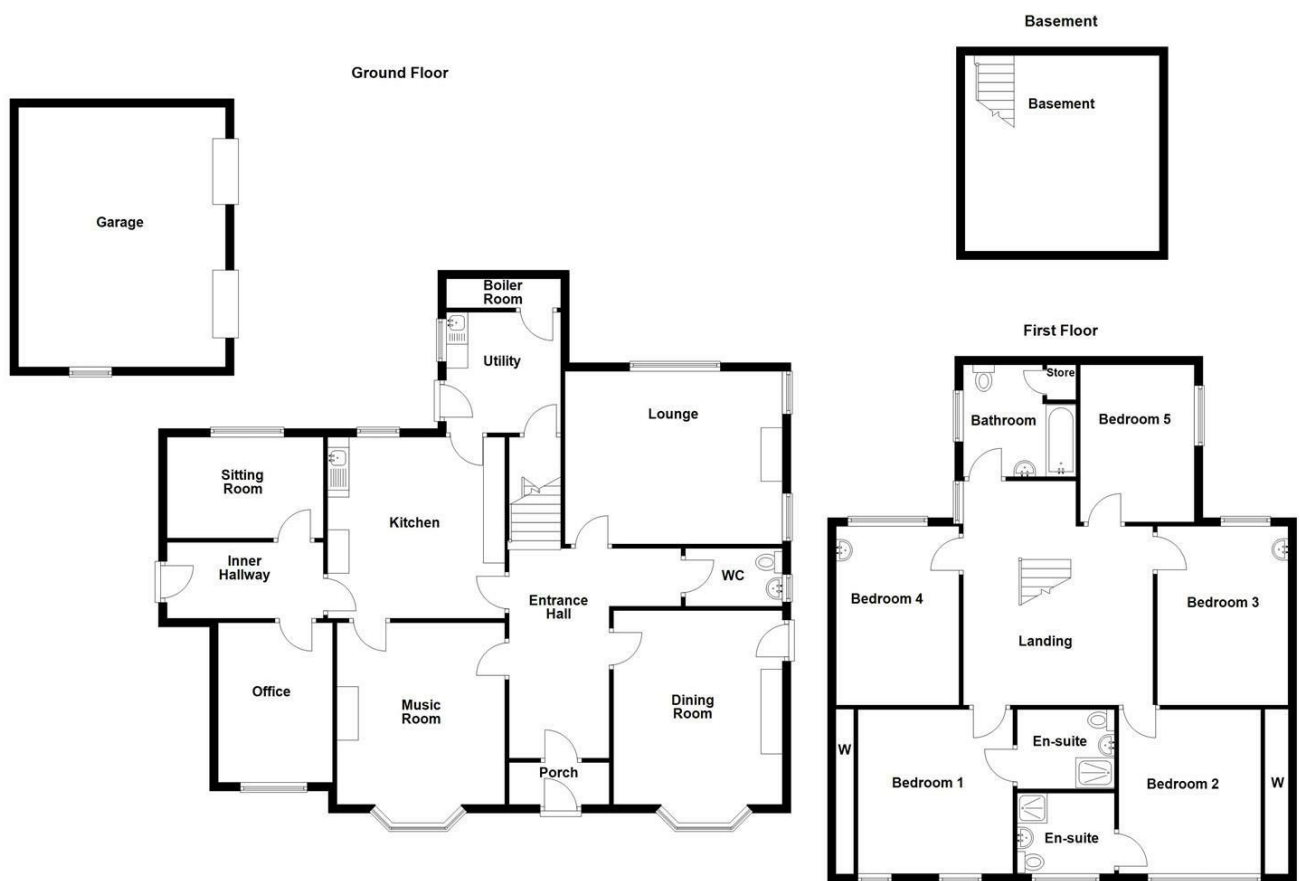 Basement
Ground Floor
Basement
Garage
Boiler
Room
First Floor
Utility
Store
Lounge
Bathroom
Bedroom 5
Sitting
Room
Kitchen
Inner
Hallway
WC
Entrance
Hall
Bedroom 4
Bedroom 3
Landing
Office
Music
Room
Dining
Room
En-suite
W
Bedroom 1
Bedroom 2
W
Porch
En-suite